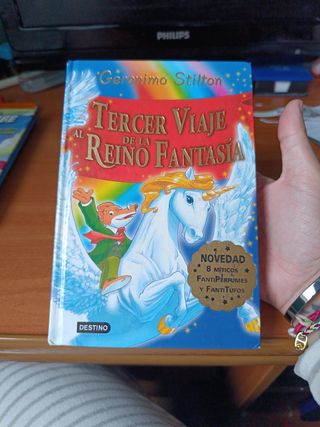 PHILIPS
Geronimo Stilton
TERCER VIAJE
AL DE LA
REINO FANTASÍA
NOVEDAD
8 MÍTICOS
FANTIPERFUMES
Y FANTITUFOS
DESTINO